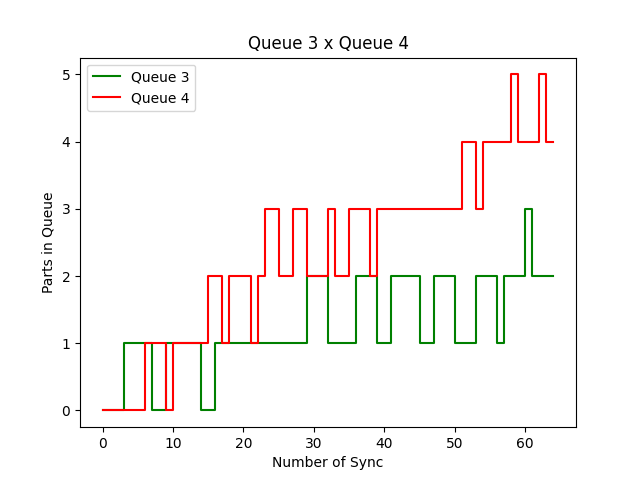 Queue 3 x Queue 4
Queue 3
Queue 4
Parts in Queue
5
4
3
2
1
0
0 10 20 30 40 50 60
Number of Sync